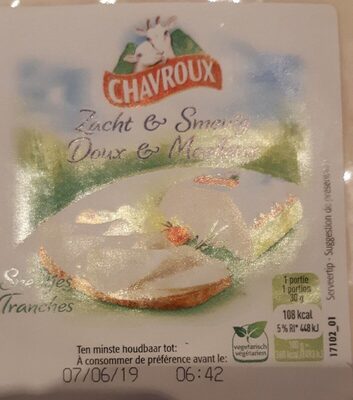 CHAVROUX
Zacht & Smeuïg
Doux & Moelleux
Sneetjes
Tranches
1 partie
1 portion
30 g
108 kcal
5% RI* 448 kJ
100 g
vegetarisch
végétarien
Serveertip - Suggestion de présentation
17102_01
Ten minste houdbaar tot:
A consommer de préférence avant le:
07/06/19 06:42